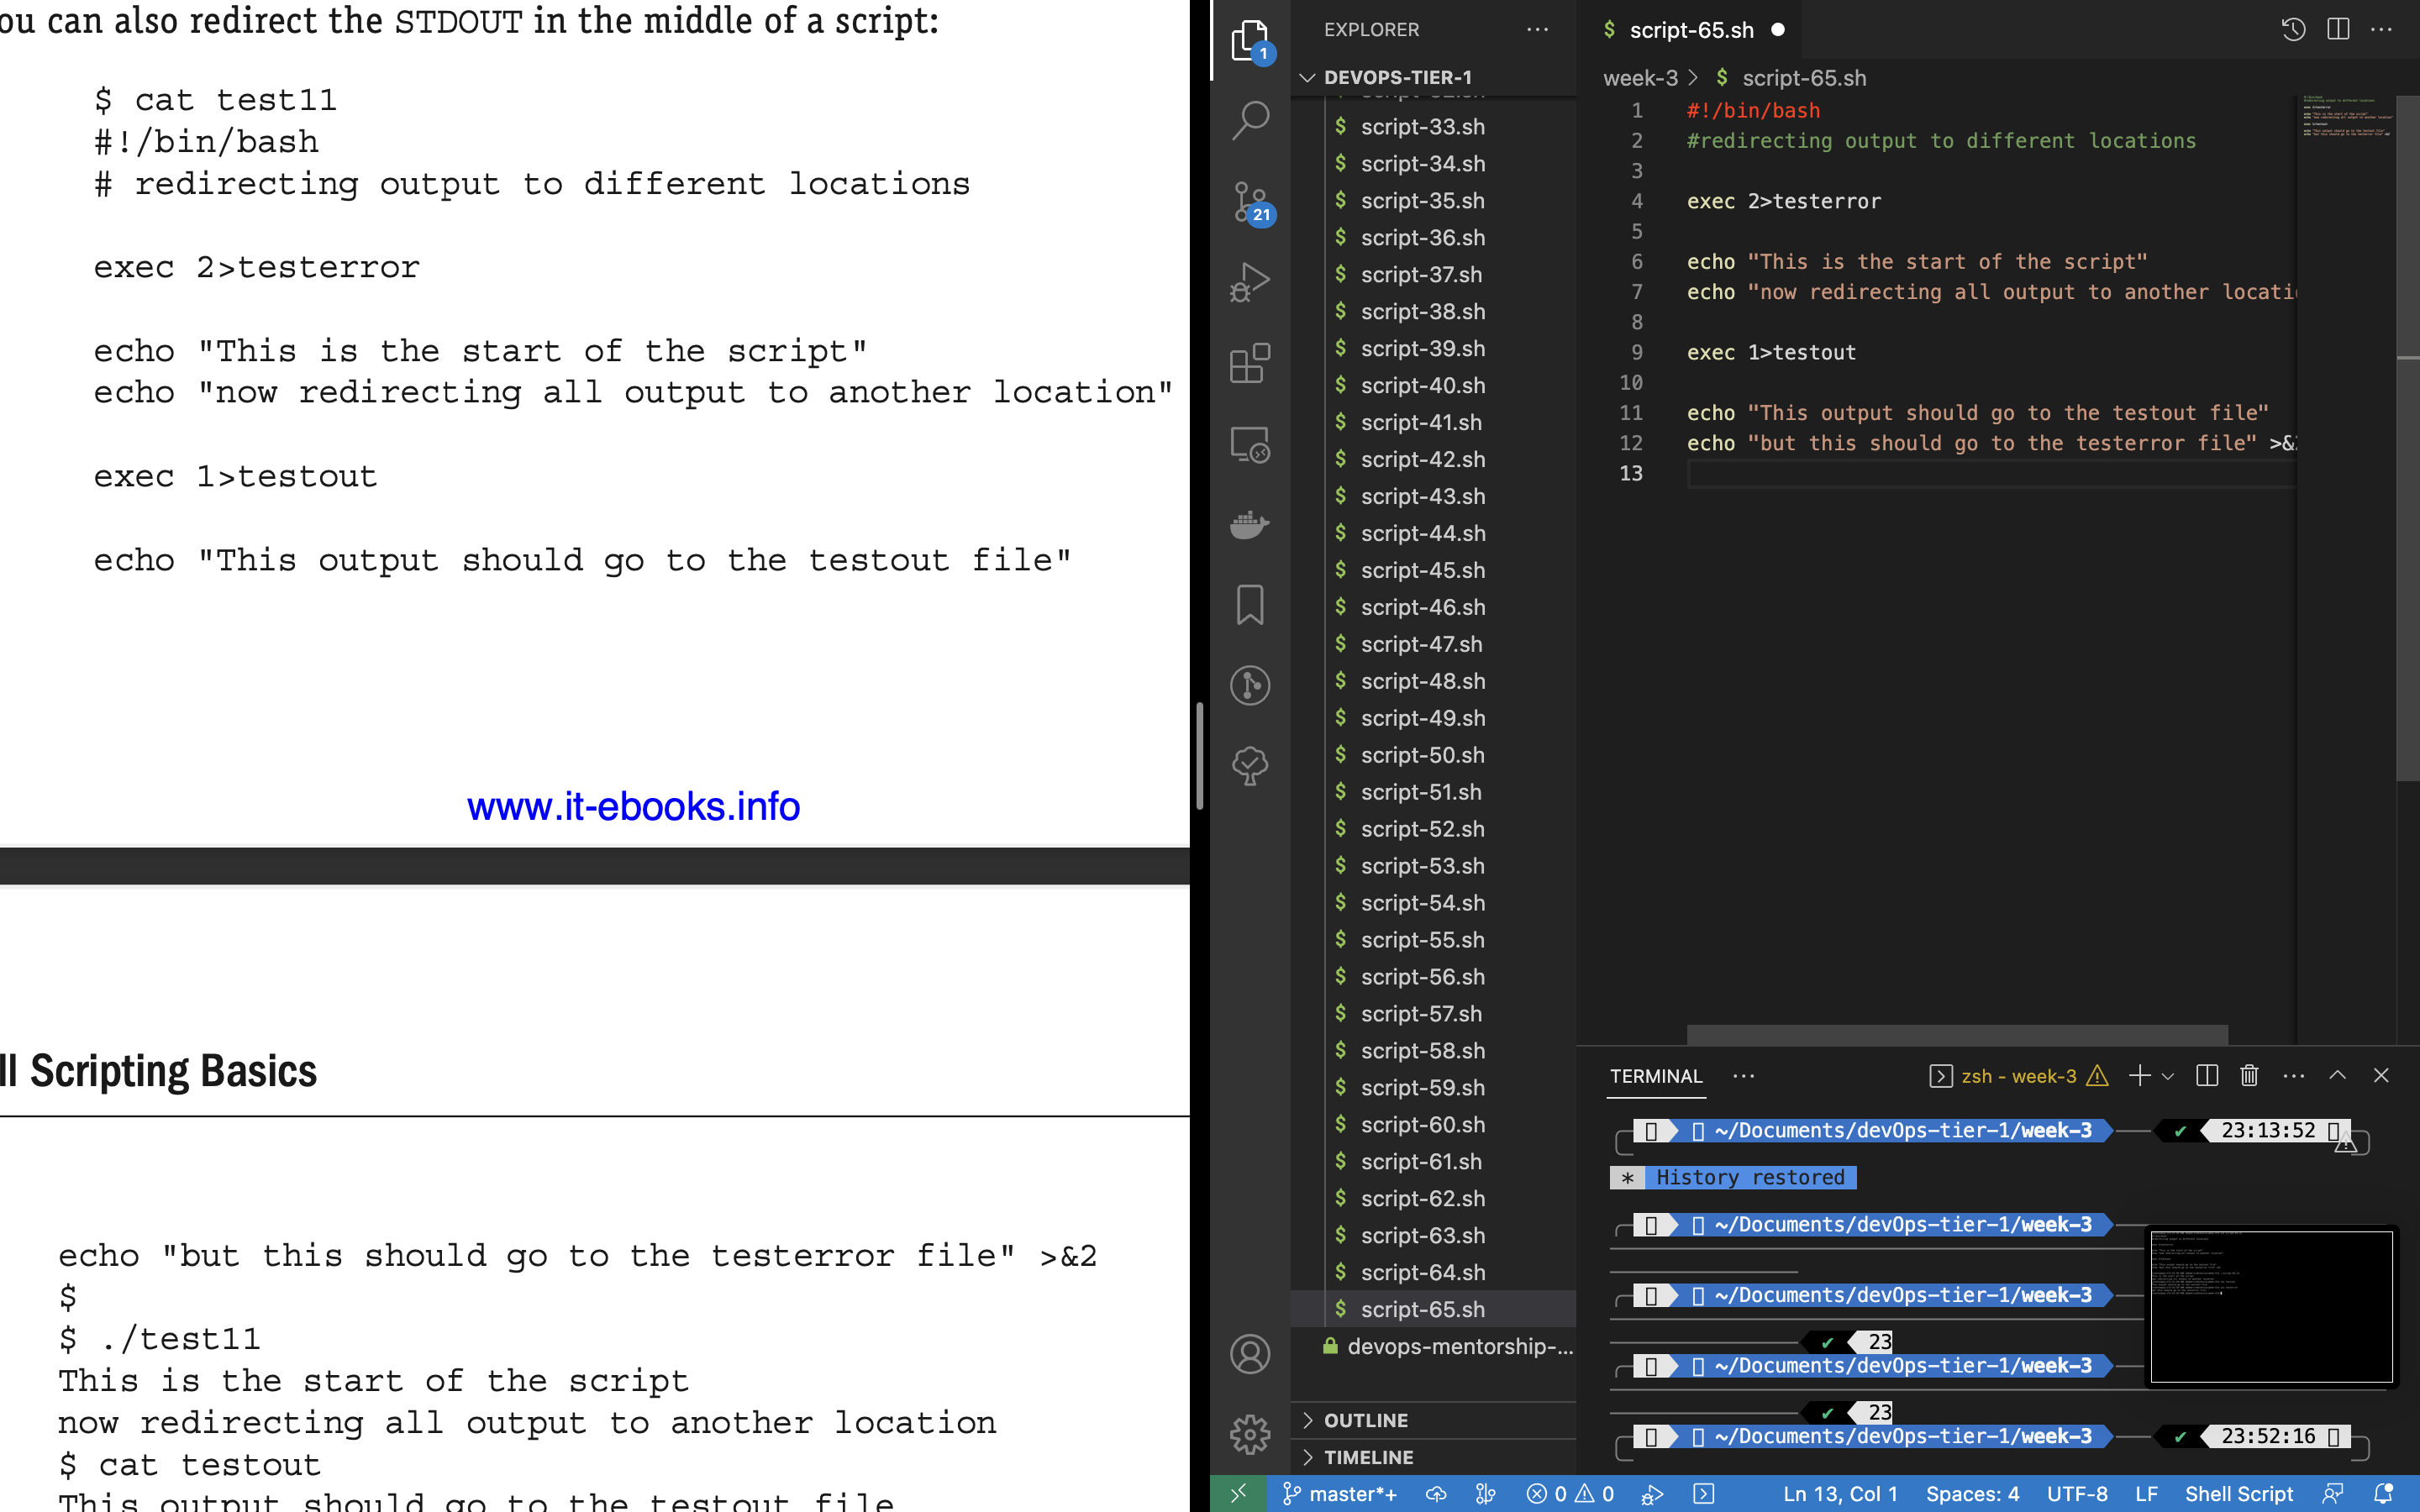 ou can also redirect the STDOUT in the middle of a script:
$ cat test11
#!/bin/bash
# redirecting output to different locations
exec 2>testerror
echo "This is the start of the script"
echo "now redirecting all output to another location"
exec 1>testout
echo "This output should go to the testout file"
www.it-ebooks.info
ll Scripting Basics
echo "but this should go to the testerror file" >&2
$
$ ./test11
This is the start of the script
now redirecting all output to another location
$ cat testout
This output should go to the testout file
1
21
EXPLORER
DEVOPS-TIER-1
$ script-33.sh
$ script-34.sh
$ script-35.sh
$ script-36.sh
$ script-37.sh
$ script-38.sh
$ script-39.sh
$ script-40.sh
$ script-41.sh
$ script-42.sh
$ script-43.sh
$ script-44.sh
$ script-45.sh
$ script-46.sh
$ script-47.sh
$ script-48.sh
$ script-49.sh
$ script-50.sh
$ script-51.sh
$ script-52.sh
$ script-53.sh
$ script-54.sh
$ script-55.sh
$ script-56.sh
$ script-57.sh
$ script-58.sh
$ script-59.sh
$ script-60.sh
$ script-61.sh
$ script-62.sh
$ script-63.sh
$ script-64.sh
$ script-65.sh
devops-mentorship-...
OUTLINE
TIMELINE
$ script-65.sh
week-3 > $ script-65.sh
1 #!/bin/bash
2 #redirecting output to different locations
3
4 exec 2>testerror
5
6 echo "This is the start of the script"
7 echo "now redirecting all output to another locati
8
9 exec 1>testout
10
11 echo "This output should go to the testout file"
12 echo "but this should go to the testerror file" >&
13
TERMINAL
zsh - week-3
~/Documents/devOps-tier-1/week-3 ✔ 23:13:52
* History restored
~/Documents/devOps-tier-1/week-3
~/Documents/devOps-tier-1/week-3
✔ 23
~/Documents/devOps-tier-1/week-3
✔ 23
~/Documents/devOps-tier-1/week-3 ✔ 23:52:16
master*+ 0 0 Ln 13, Col 1 Spaces: 4 UTF-8 LF Shell Script